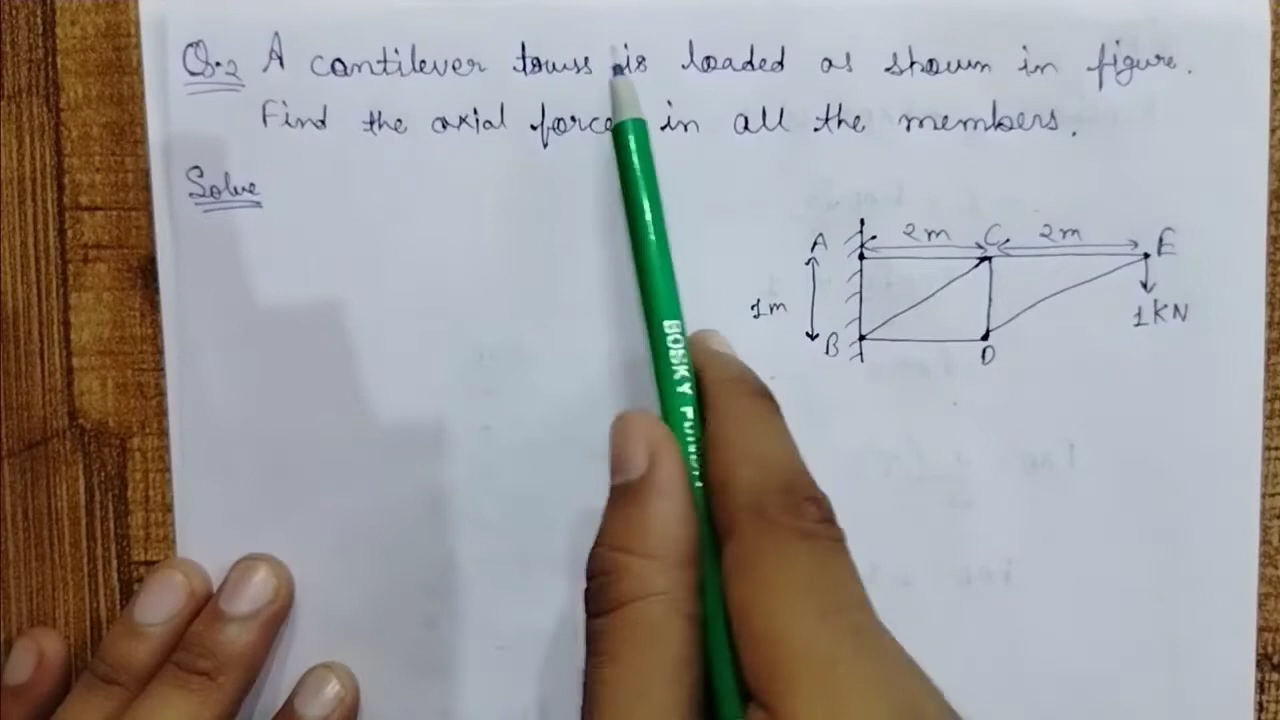 Q.2 A cantilever truss is loaded as shown in figure.
Find the axial force in all the members.
Solve
A 2m C 2m E
1m
1KN
B D
BOSKY